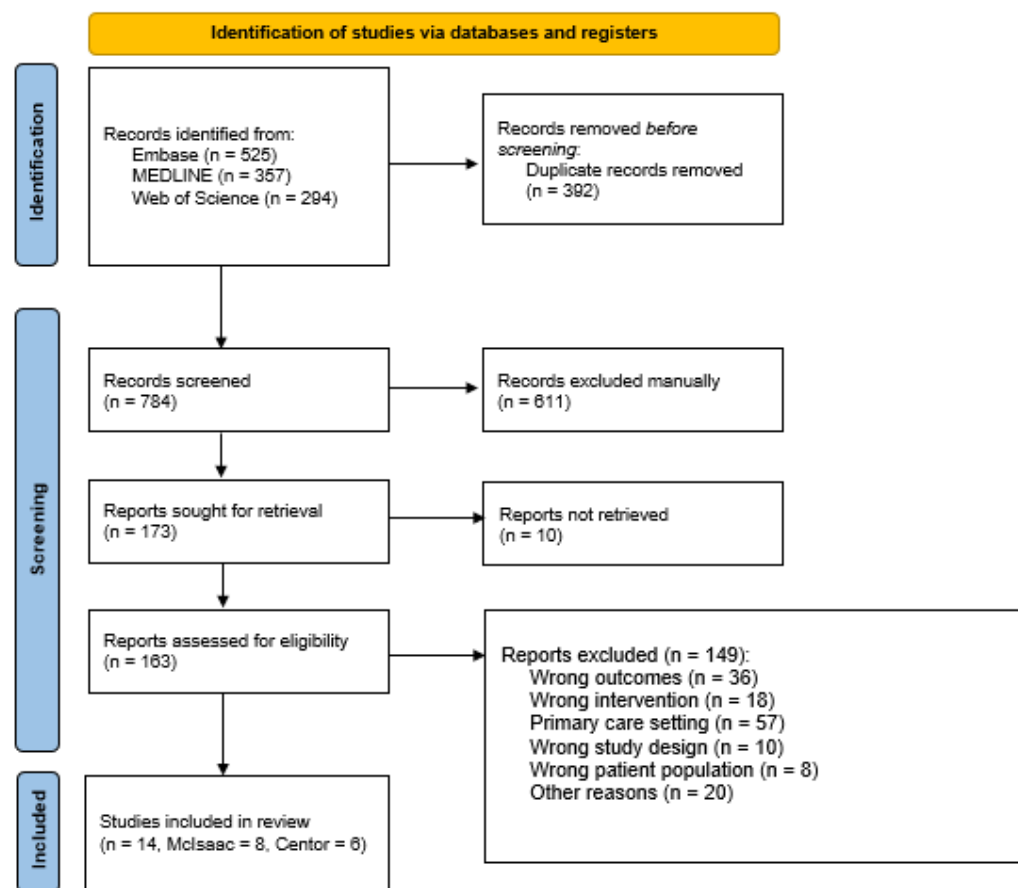 Identification of studies via databases and registers
Identification
Records identified from:
Embase (n = 525)
MEDLINE (n = 357)
Web of Science (n = 294)
Records removed before
screening:
Duplicate records removed
(n = 392)
Screening
Records screened
(n = 784)
Records excluded manually
(n = 611)
Reports sought for retrieval
(n = 173)
Reports not retrieved
(n = 10)
Reports assessed for eligibility
(n = 163)
Reports excluded (n = 149):
Wrong outcomes (n = 36)
Wrong intervention (n = 18)
Primary care setting (n = 57)
Wrong study design (n = 10)
Wrong patient population (n = 8)
Other reasons (n = 20)
Included
Studies included in review
(n = 14, McIsaac = 8, Centor = 6)